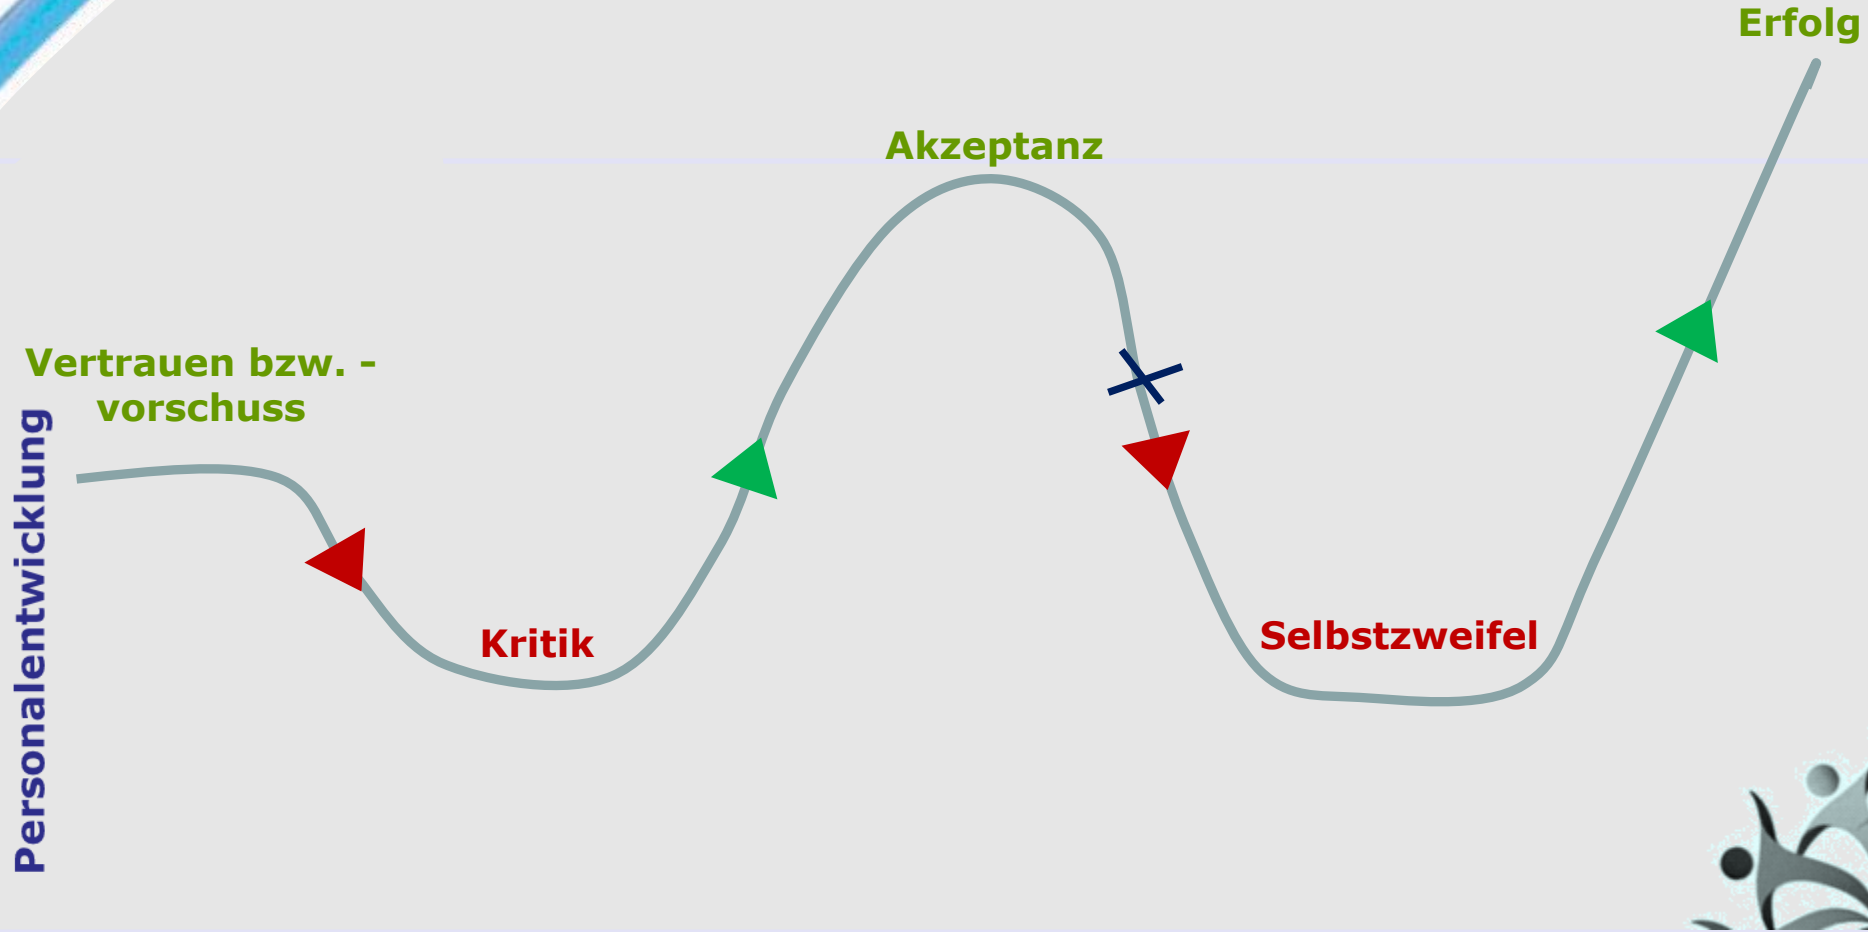 Erfolg
Akzeptanz
Vertrauen bzw. -
vorschuss
Kritik
Selbstzweifel
Personalentwicklung